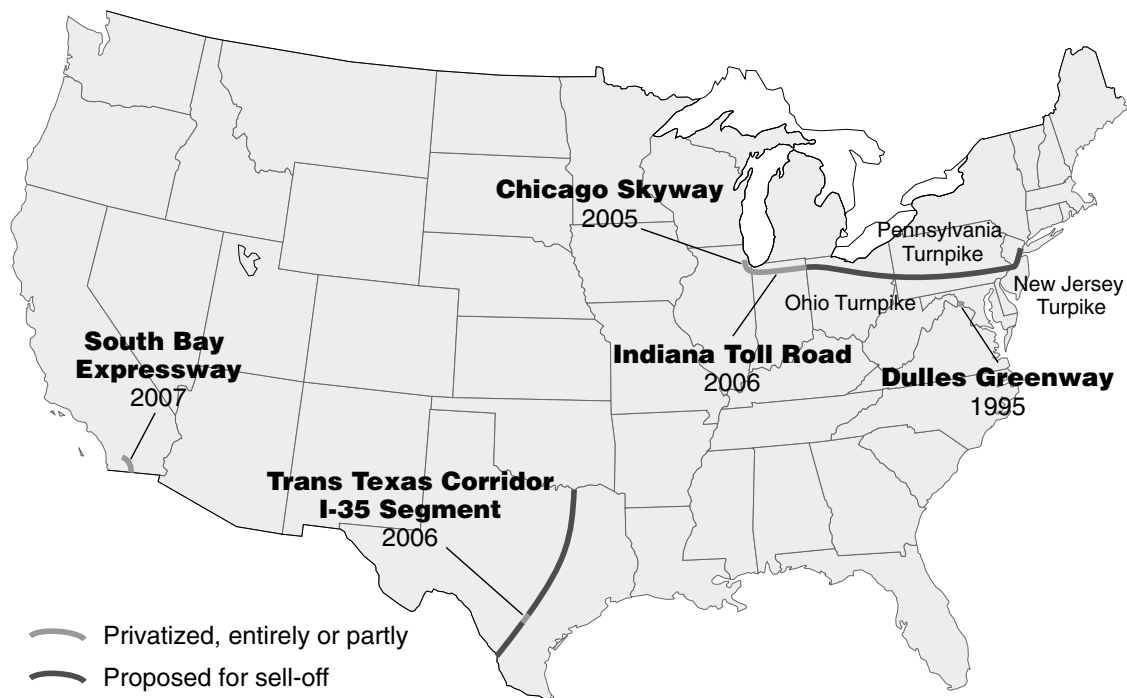 Chicago Skyway
2005
Pennsylvania
Turnpike
New Jersey
Turpike
Ohio Turnpike
South Bay
Expressway
2007
Indiana Toll Road
2006
Dulles Greenway
1995
Trans Texas Corridor
I-35 Segment
2006
Privatized, entirely or partly
Proposed for sell-off